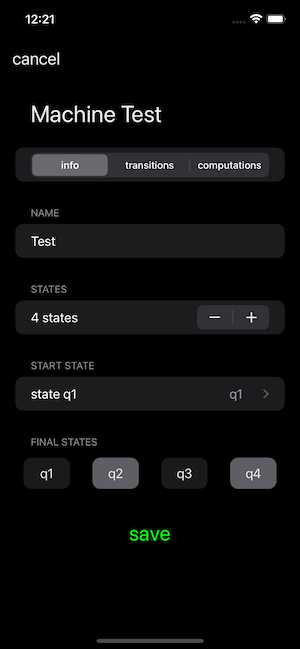 12:21
cancel
Machine Test
info transitions computations
NAME
Test
STATES
4 states − +
START STATE
state q1 q1 >
FINAL STATES
q1 q2 q3 q4
save